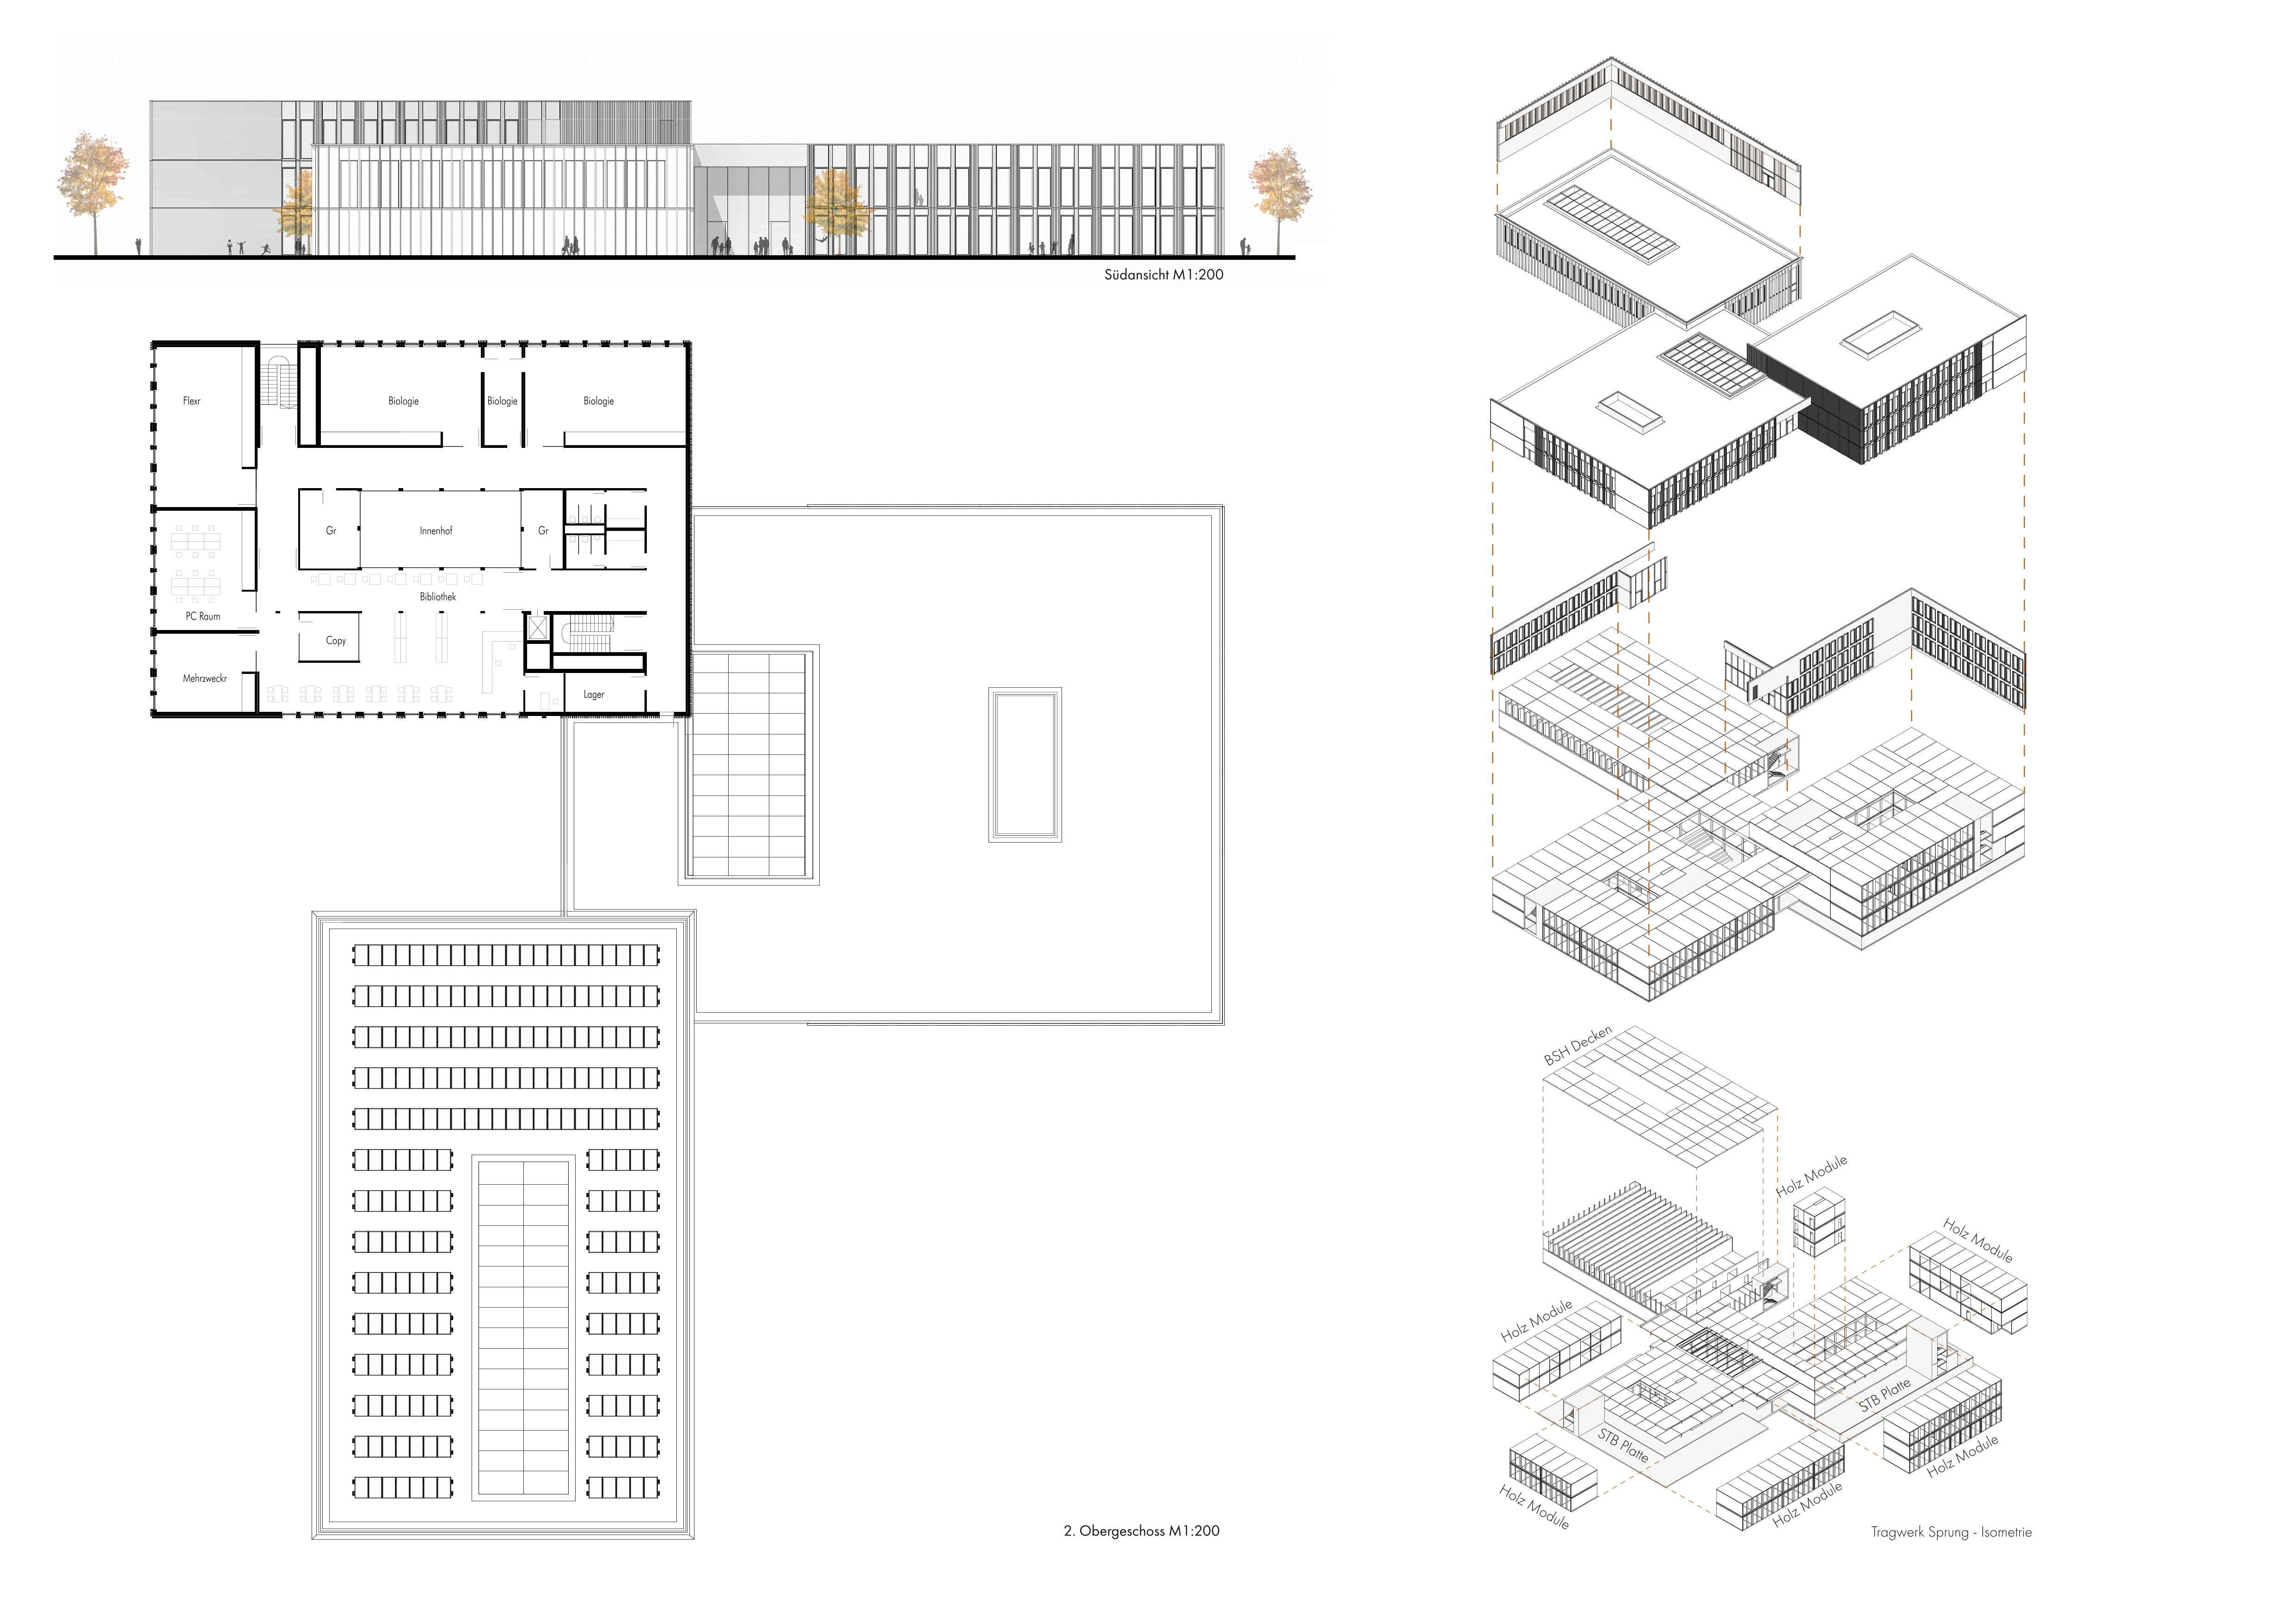 Südansicht M1:200
Flexr
Biologie
Biologie
Biologie
Gr
Innenhof
Gr
Bibliothek
PC Raum
Copy
Mehrzweckr
Lager
2. Obergeschoss M1:200
BSH Decken
Holz Module
Holz Module
Holz Module
STB Platte
STB Platte
Holz Module
Holz Module
Holz Module
Tragwerk Sprung - Isometrie